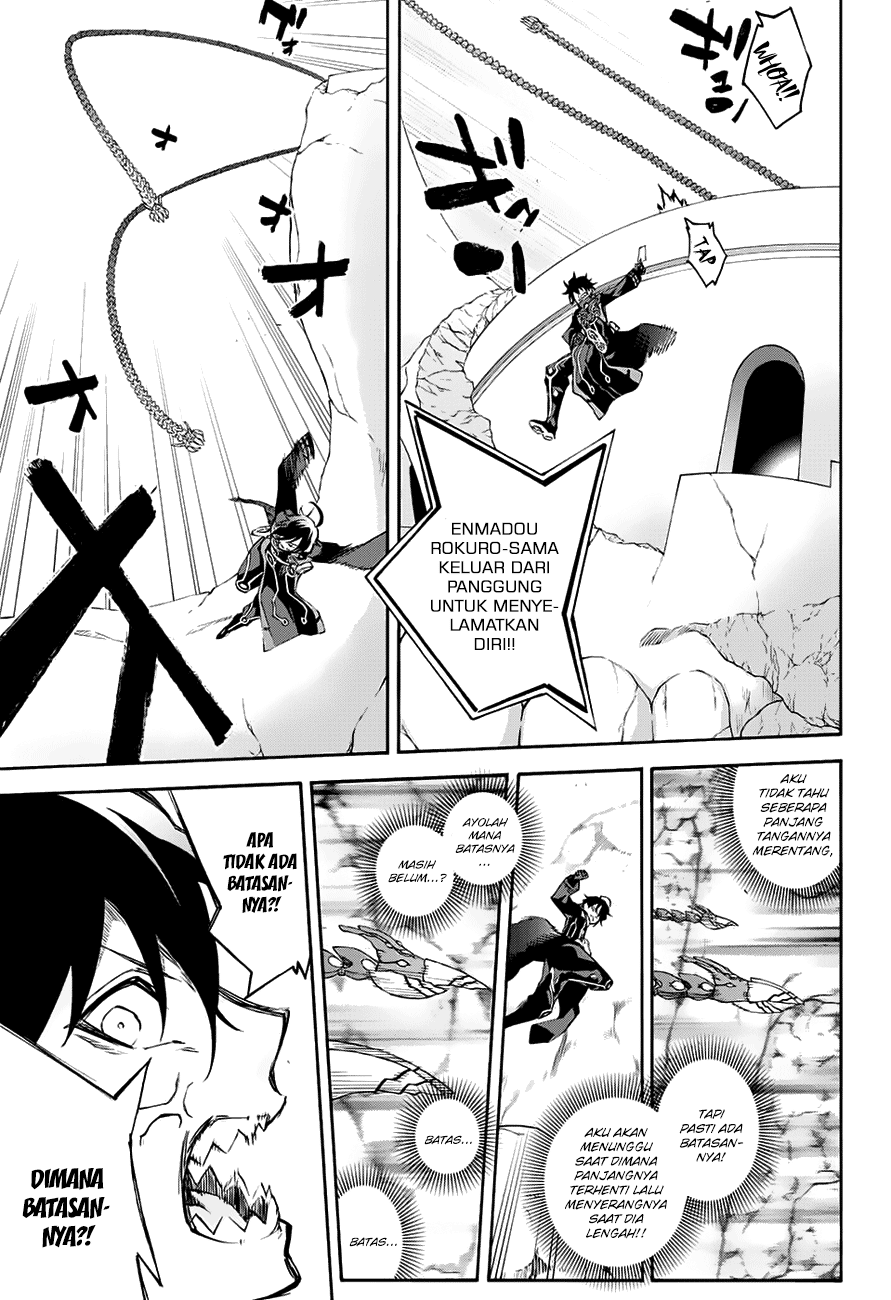 WHOA!!
TAP
ENMADOU
ROKURO-SAMA
KELUAR DARI
PANGGUNG
UNTUK MENYE-
LAMATKAN
DIRI!!
AKU
TIDAK TAHU
SEBERAPA
PANJANG
TANGANNYA
MERENTANG,
TAPI
PASTI ADA
BATASAN-
NYA!
AKU AKAN
MENUNGGU
SAAT DIMANA
PANJANGNYA
TERHENTI LALU
MENYERANGNYA
SAAT DIA
LENGAH!!
AYOLAH
MANA
BATASNYA
...
MASIH
BELUM...?
BATAS...
BATAS...
APA
TIDAK ADA
BATASAN-
NYA?!
DIMANA
BATASAN-
NYA?!